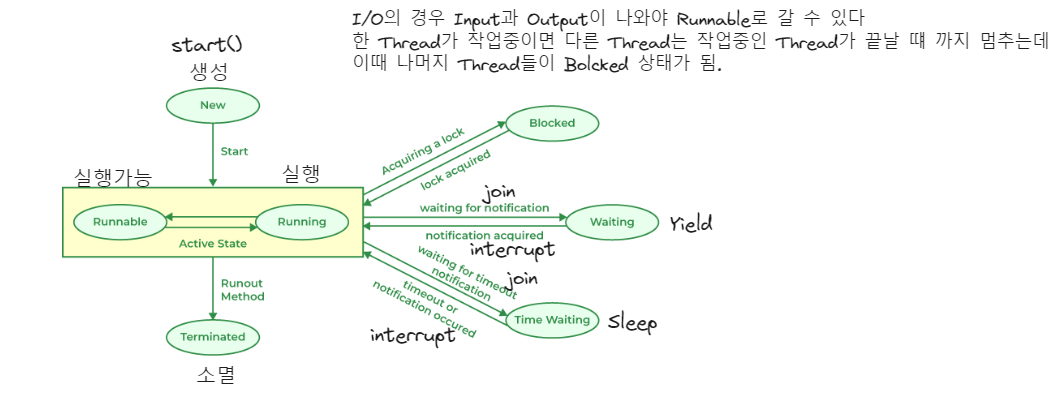 I/O의 경우 Input과 Output이 나와야 Runnable로 갈 수 있다
한 Thread가 작업중이면 다른 Thread는 작업중인 Thread가 끝날 때 까지 멈추는데
이때 나머지 Thread들이 Bolcked 상태가 됨.
start()
생성
New
Start
실행가능
실행
Runnable
Running
Active State
Runout
Method
Terminated
소멸
Acquiring a lock
lock acquired
Blocked
join
waiting for notification
notification acquired
interrupt
Waiting
Yield
waiting for timeout
notification
join
timeout or
notification occured
interrupt
Time Waiting
Sleep